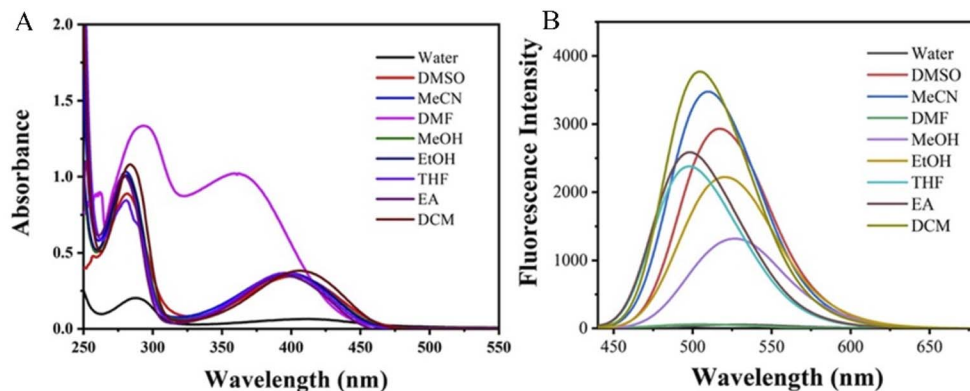 A
Absorbance
2.0
1.5
1.0
0.5
0.0
250 300 350 400 450 500 550
Wavelength (nm)
Water
DMSO
MeCN
DMF
MeOH
EtOH
THF
EA
DCM
B
Fluorescence Intensity
4000
3000
2000
1000
0
450 500 550 600 650
Wavelength (nm)
Water
DMSO
MeCN
DMF
MeOH
EtOH
THF
EA
DCM